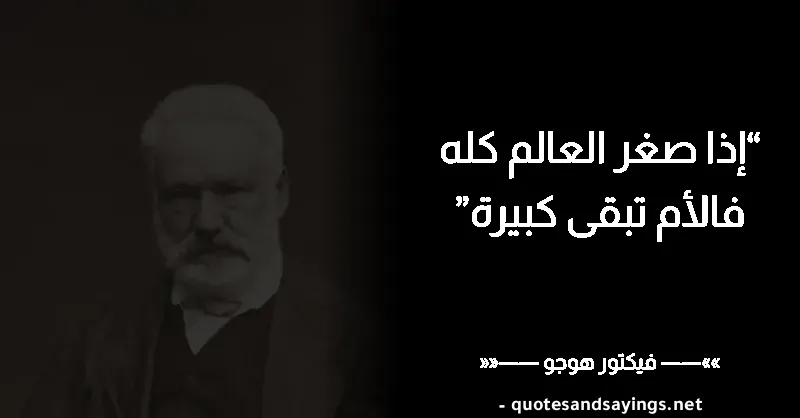 “إذا صغر العالم كله
فالأم تبقى كبيرة”
»»—— فيكتور هوجو ——««
- quotesandsayings.net